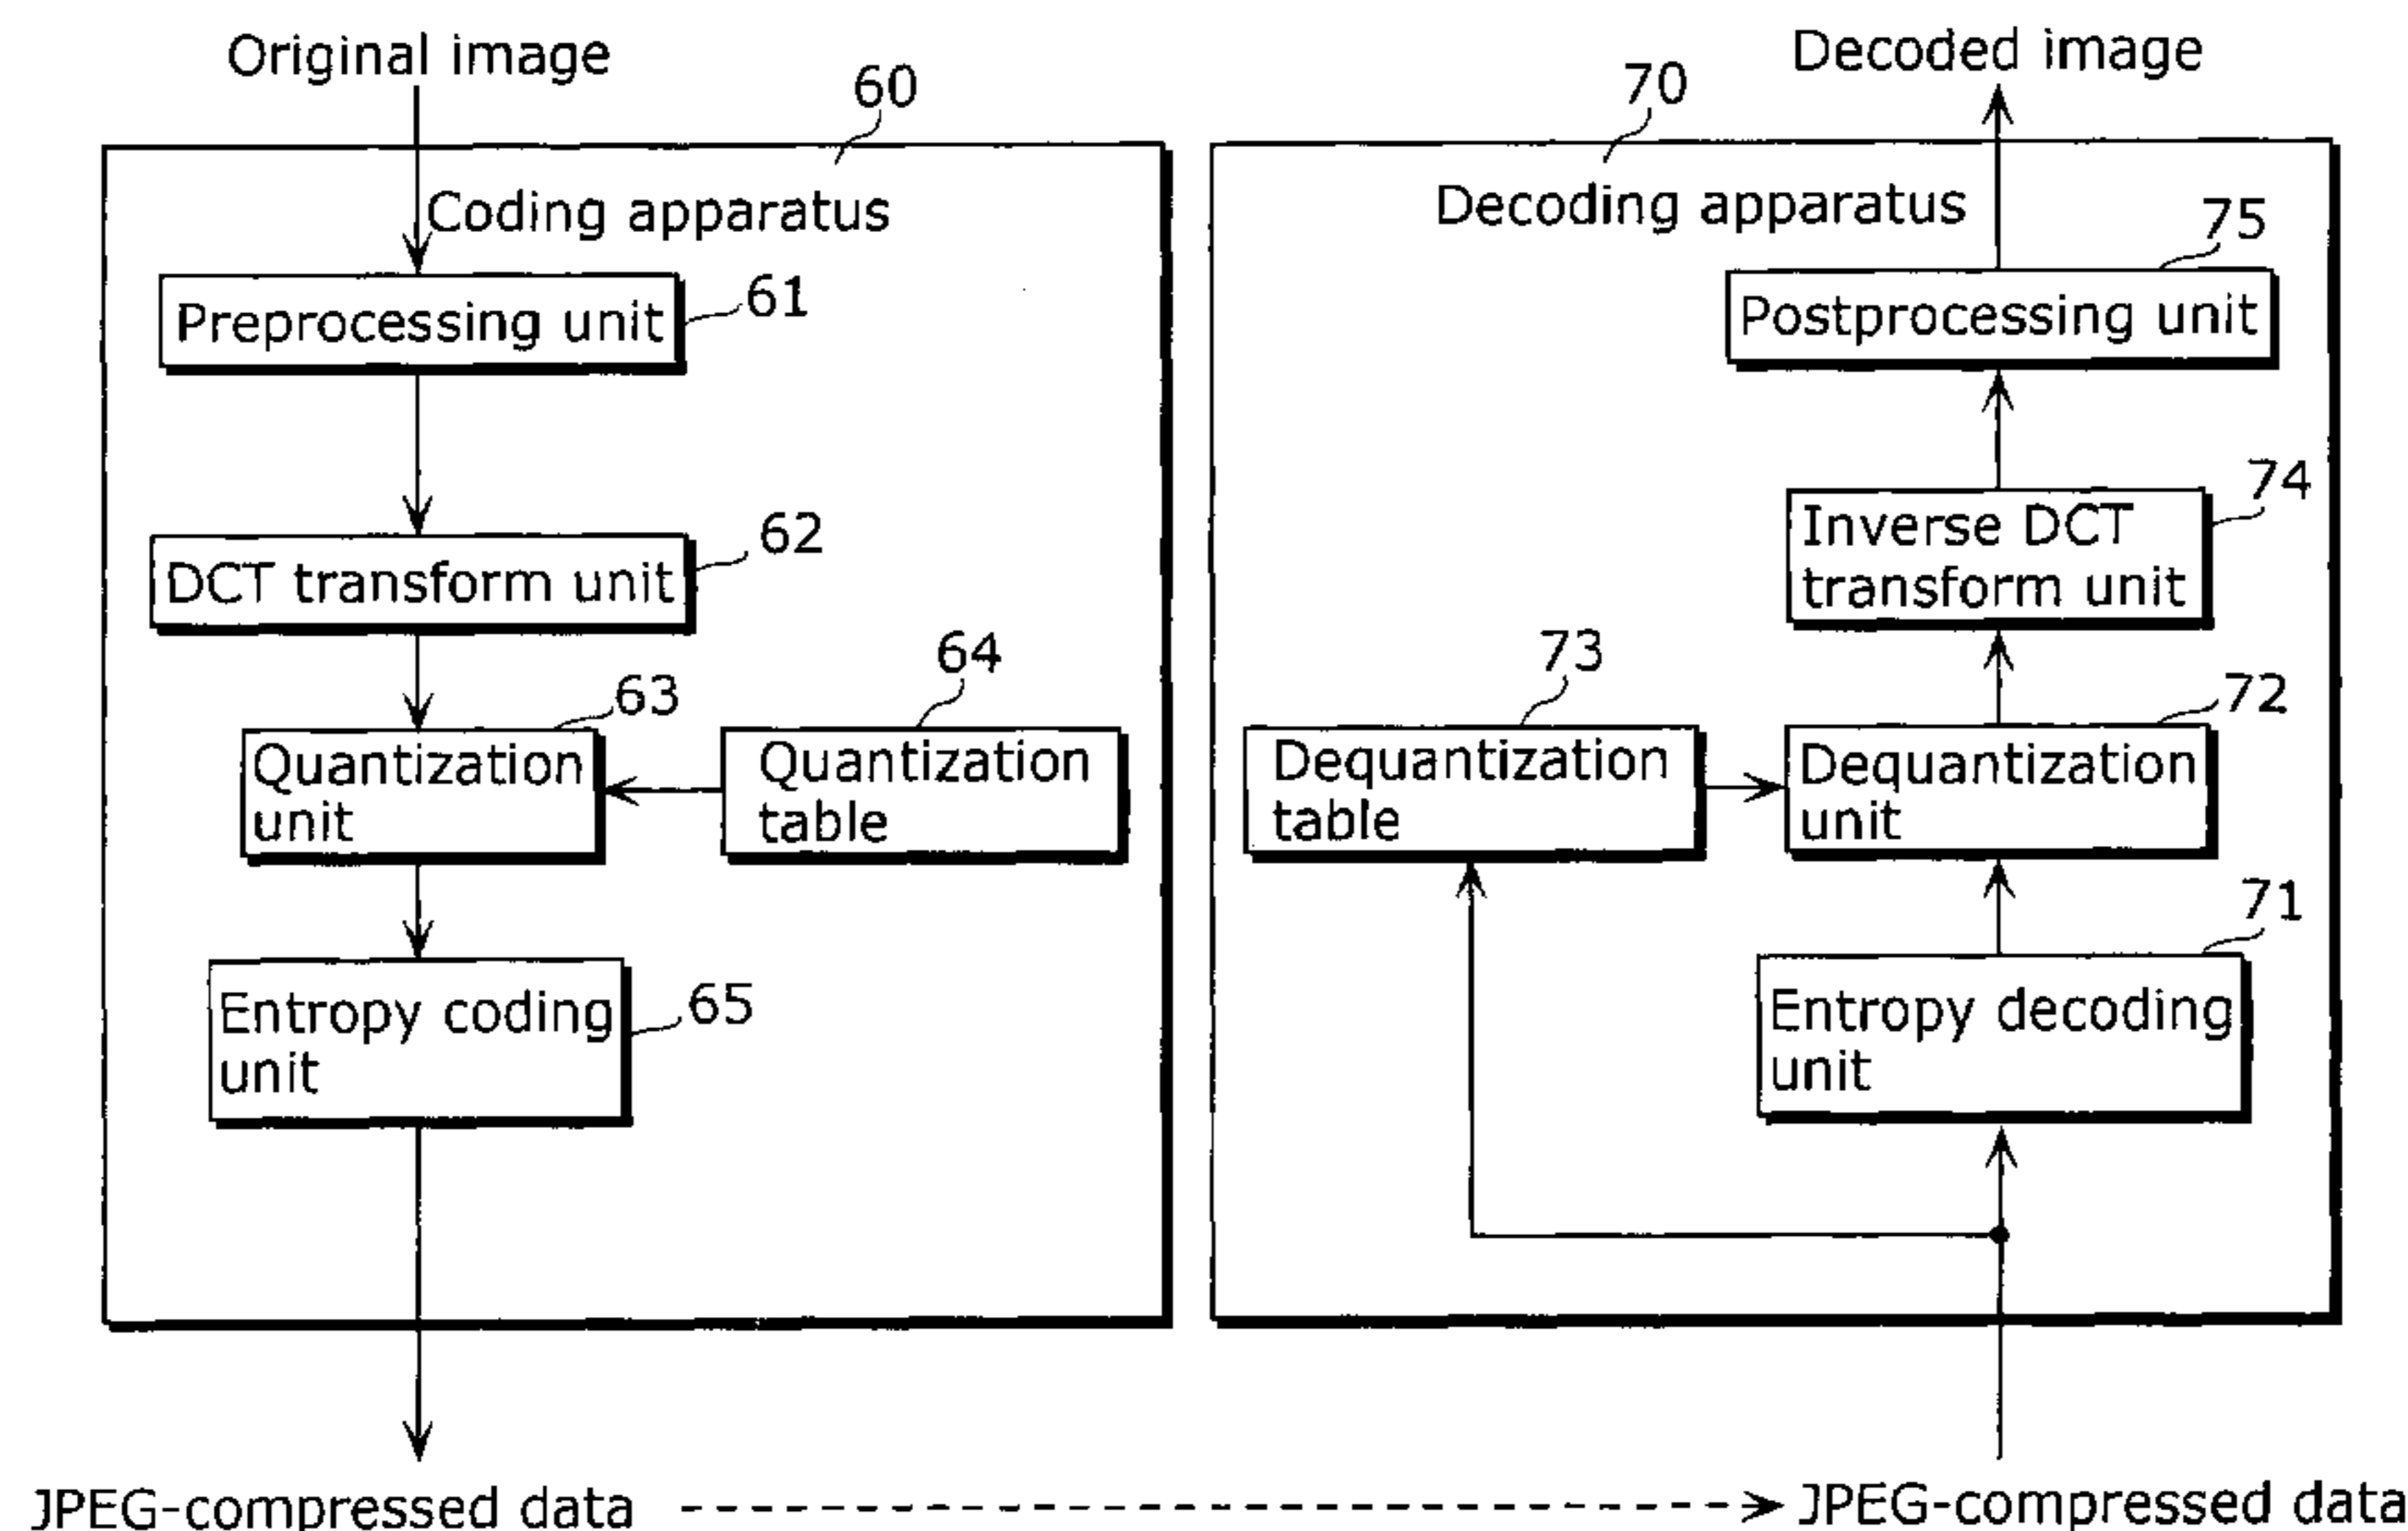 Original image
60
Coding apparatus
Preprocessing unit
61
DCT transform unit
62
Quantization
unit
63
Quantization
table
64
Entropy coding
unit
65
JPEG-compressed data
Decoded image
70
Decoding apparatus
75
Postprocessing unit
74
Inverse DCT
transform unit
73
Dequantization
table
72
Dequantization
unit
71
Entropy decoding
unit
JPEG-compressed data